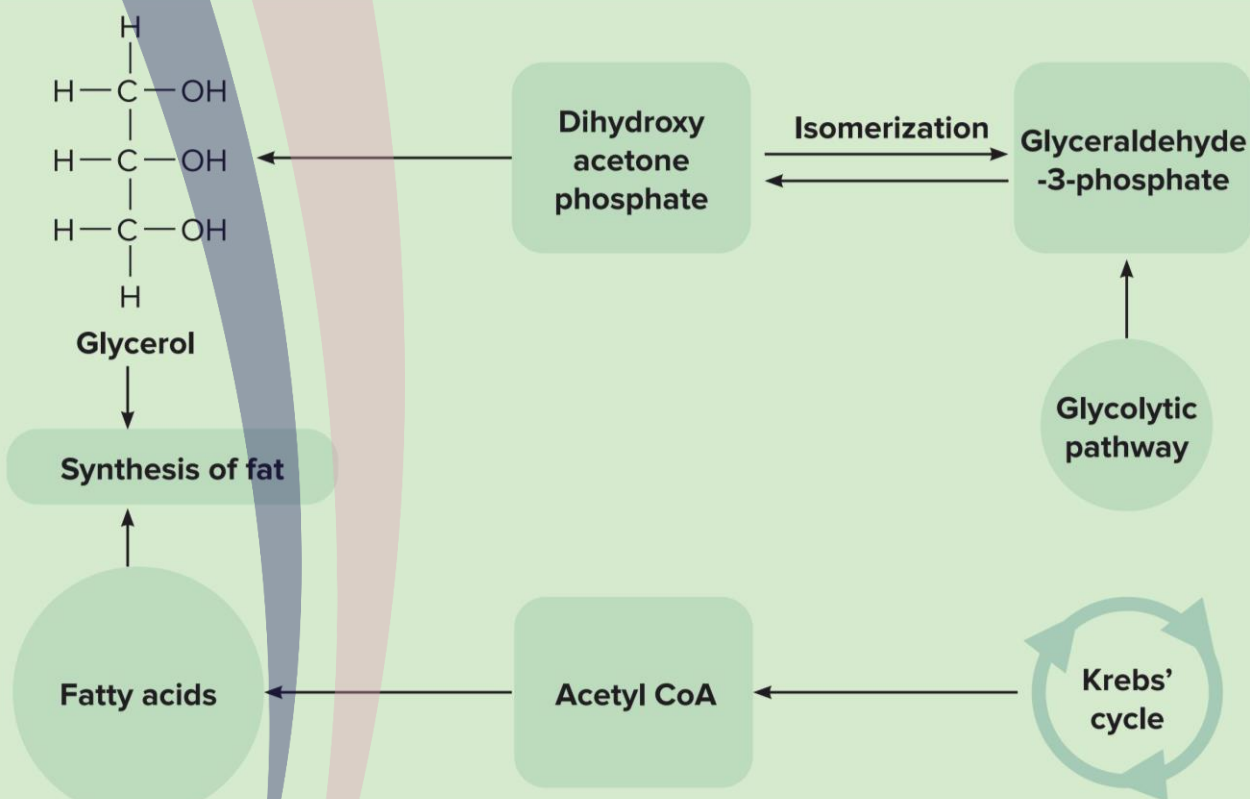 H
H—C—OH
H—C—OH
H—C—OH
H
Glycerol
Synthesis of fat
Fatty acids
Dihydroxy
acetone
phosphate
Isomerization
Glyceraldehyde
-3-phosphate
Glycolytic
pathway
Acetyl CoA
Krebs’
cycle